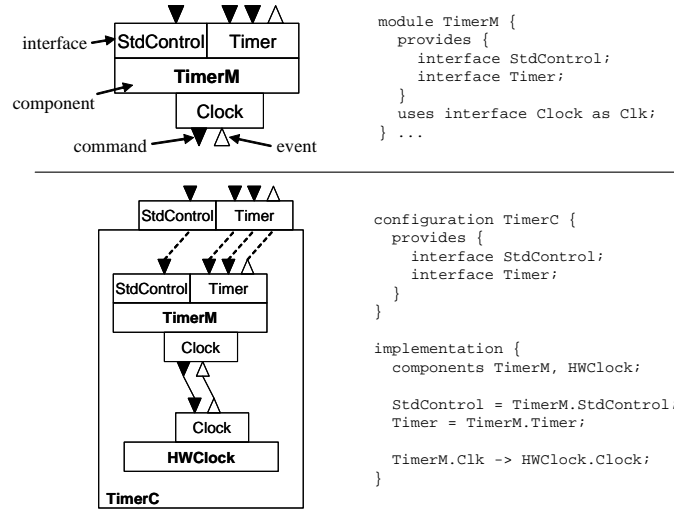 interface
StdControl Timer
TimerM
component
Clock
command
event
module TimerM {
provides {
interface StdControl;
interface Timer;
}
uses interface Clock as Clk;
} ...
StdControl Timer
StdControl Timer
TimerM
Clock
Clock
HWClock
TimerC
configuration TimerC {
provides {
interface StdControl;
interface Timer;
}
}
implementation {
components TimerM, HWClock;
StdControl = TimerM.StdControl;
Timer = TimerM.Timer;
TimerM.Clk -> HWClock.Clock;
}